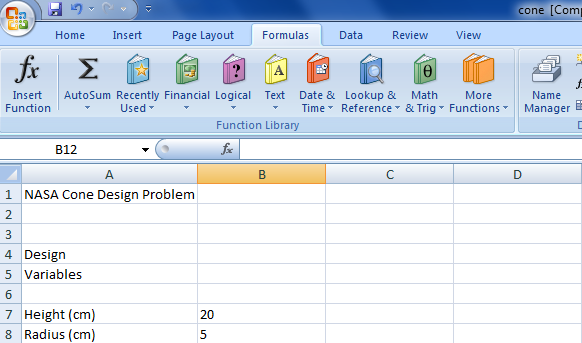 cone [Comp
Home Insert Page Layout Formulas Data Review View
fx Σ ? A θ
Insert Function AutoSum Recently Used Financial Logical Text Date & Time Lookup & Reference Math & Trig More Functions Name Manager
Function Library D
B12 fx
A B C D
1 NASA Cone Design Problem
2
3
4 Design
5 Variables
6
7 Height (cm) 20
8 Radius (cm) 5